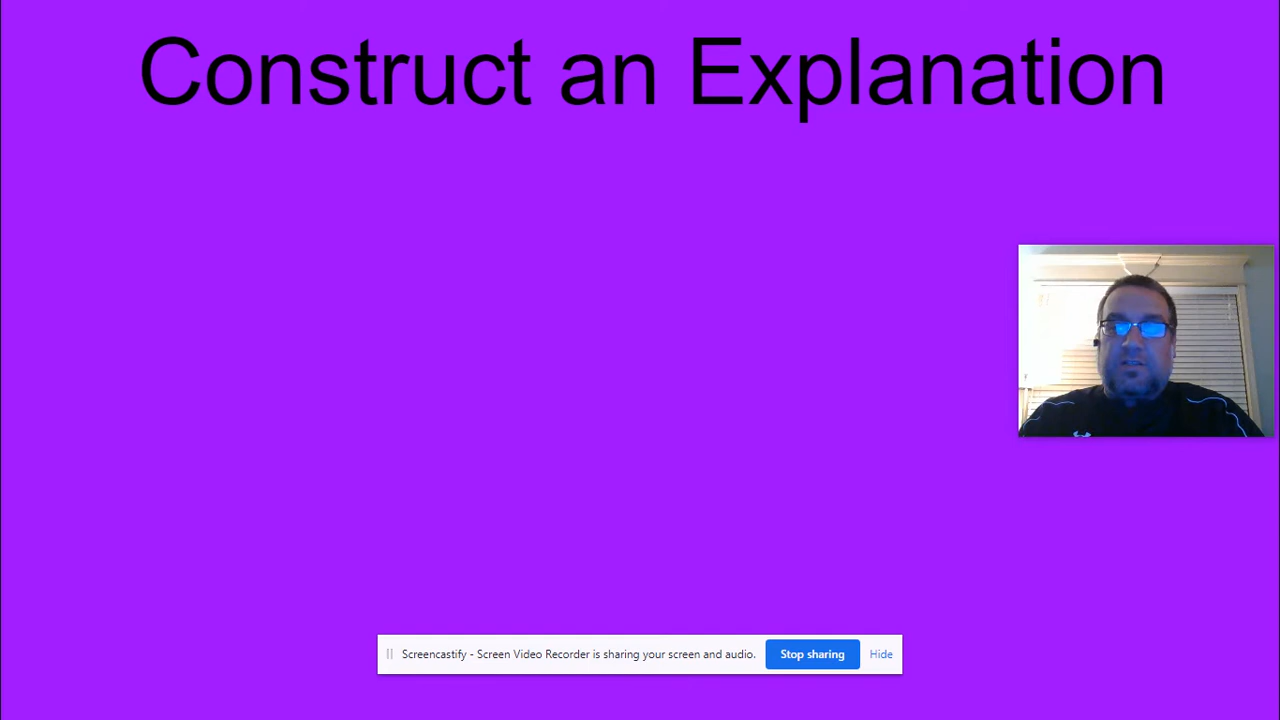 Construct an Explanation
Screencastify - Screen Video Recorder is sharing your screen and audio. Stop sharing Hide